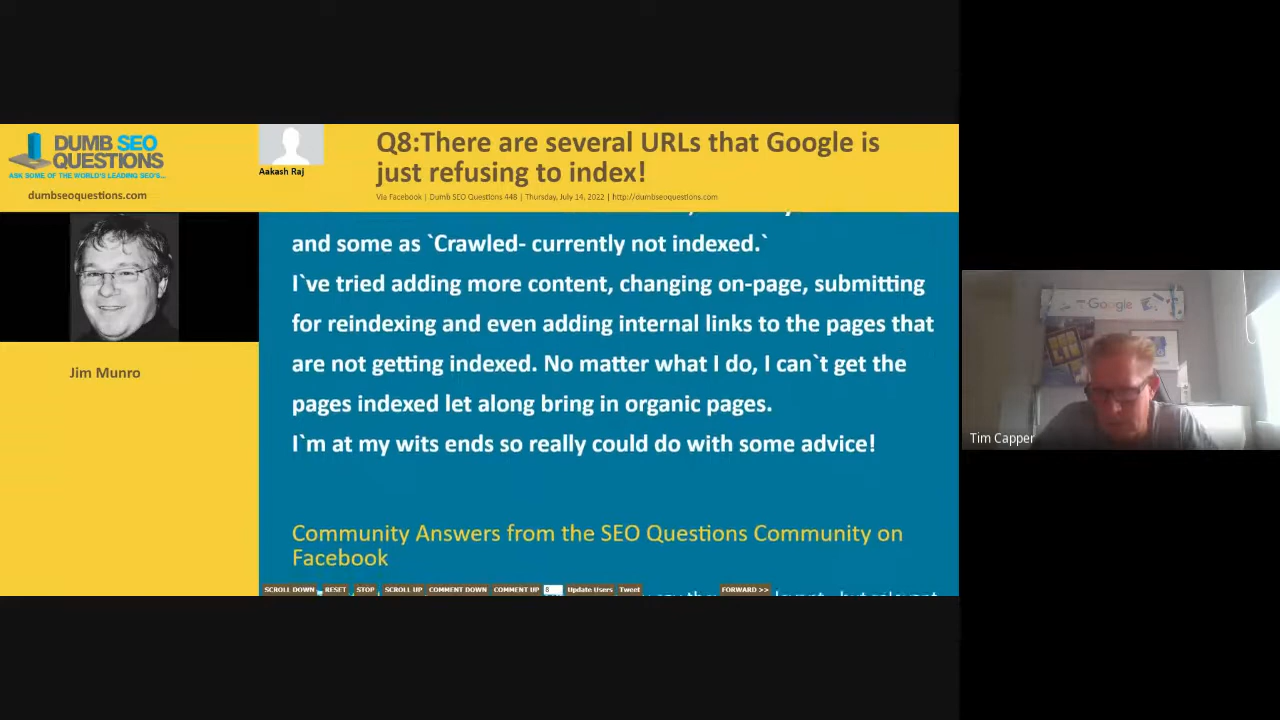 DUMB SEO
QUESTIONS
ASK SOME OF THE WORLD'S LEADING SEO'S...
dumbseoquestions.com
Aakash Raj
Q8:There are several URLs that Google is
just refusing to index!
Via Facebook | Dumb SEO Questions 448 | Thursday, July 14, 2022 | http://dumbseoquestions.com
Jim Munro
and some as `Crawled- currently not indexed.`
I`ve tried adding more content, changing on-page, submitting
for reindexing and even adding internal links to the pages that
are not getting indexed. No matter what I do, I can`t get the
pages indexed let along bring in organic pages.
I`m at my wits ends so really could do with some advice!
Community Answers from the SEO Questions Community on
Facebook
SCROLL DOWN RESET STOP SCROLL UP COMMENT DOWN COMMENT UP 8 Update Users Tweet FORWARD >>
Google
Tim Capper